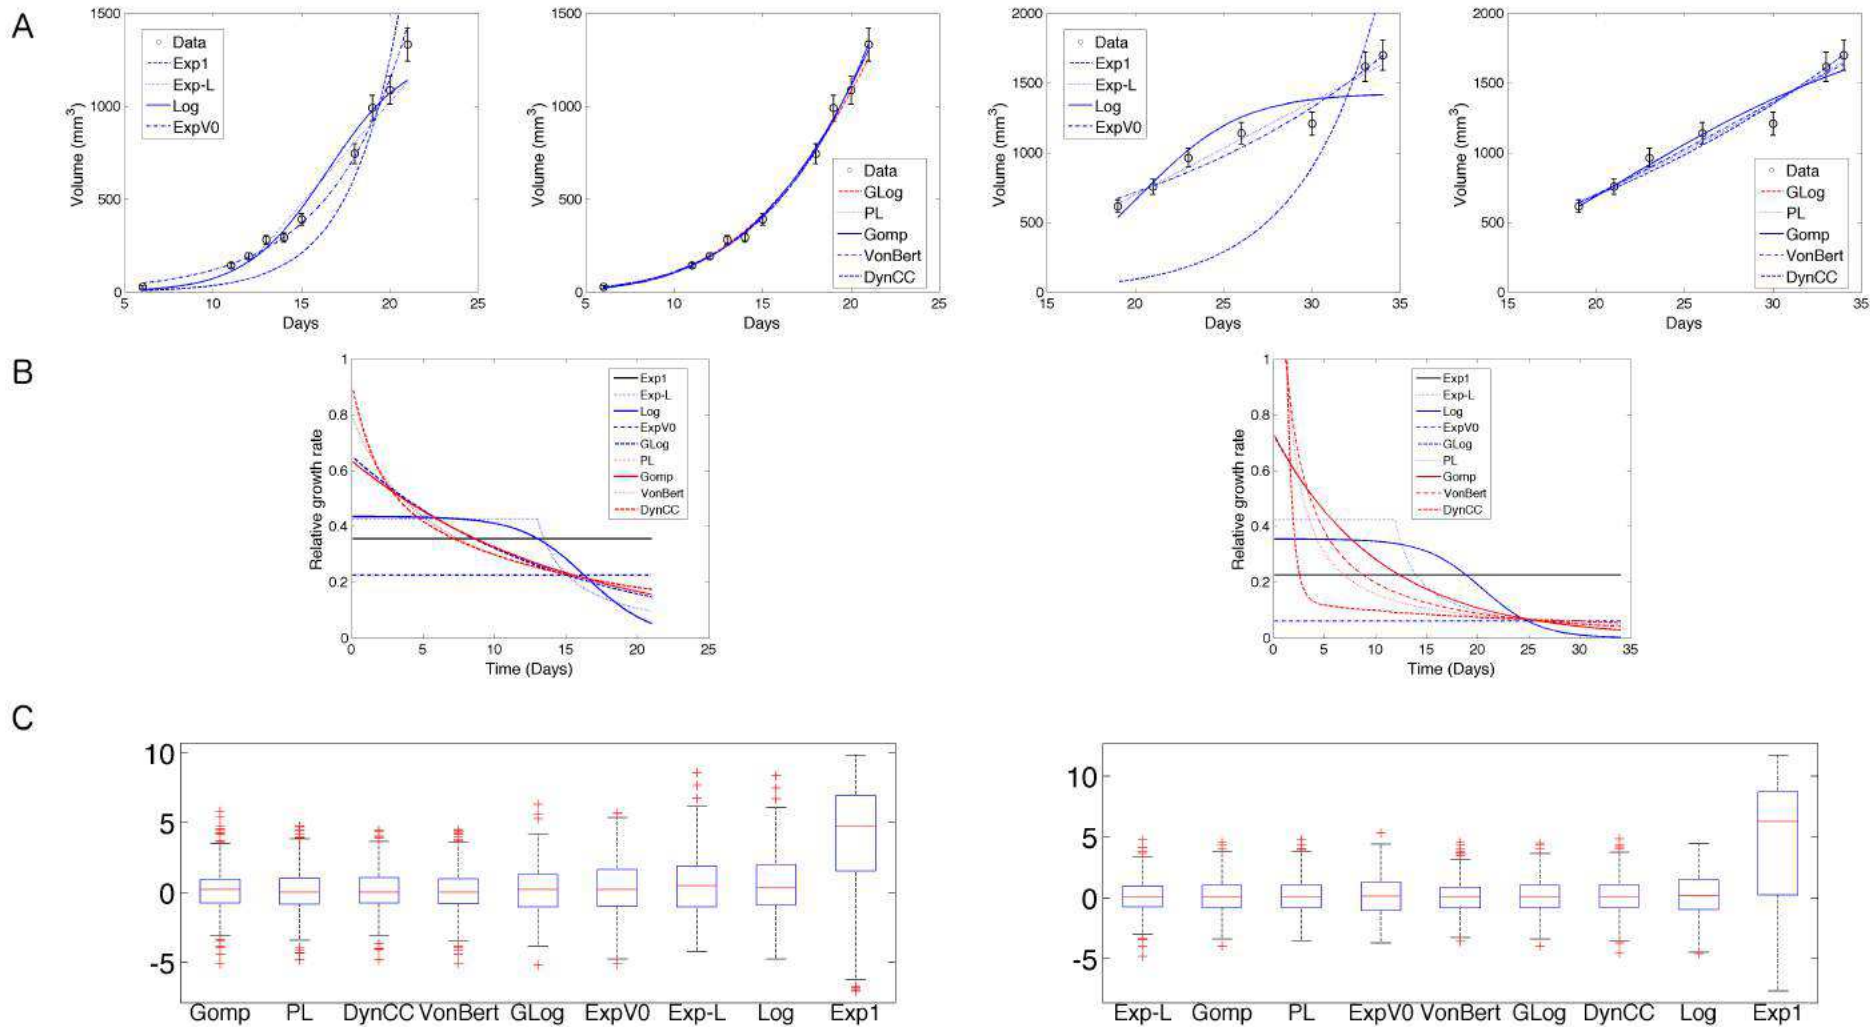 A
1500
1000
500
0
5
10
15
20
25
Volume (mm3)
Days
Data
Exp1
Exp-L
Log
ExpV0
1500
1000
500
0
5
10
15
20
25
Volume (mm3)
Days
Data
GLog
PL
Gomp
VonBert
DynCC
2000
1500
1000
500
0
15
20
25
30
35
Volume (mm3)
Days
Data
Exp1
Exp-L
Log
ExpV0
2000
1500
1000
500
0
15
20
25
30
35
Volume (mm3)
Days
Data
GLog
PL
Gomp
VonBert
DynCC
B
1
0.8
0.6
0.4
0.2
0
0
5
10
15
20
25
Relative growth rate
Time (Days)
Exp1
Exp-L
Log
ExpV0
GLog
PL
Gomp
VonBert
DynCC
1
0.8
0.6
0.4
0.2
0
0
5
10
15
20
25
30
35
Relative growth rate
Time (Days)
Exp1
Exp-L
Log
ExpV0
GLog
PL
Gomp
VonBert
DynCC
C
10
5
0
-5
Gomp PL DynCC VonBert GLog ExpV0 Exp-L Log Exp1
10
5
0
-5
Exp-L Gomp PL ExpV0 VonBert GLog DynCC Log Exp1